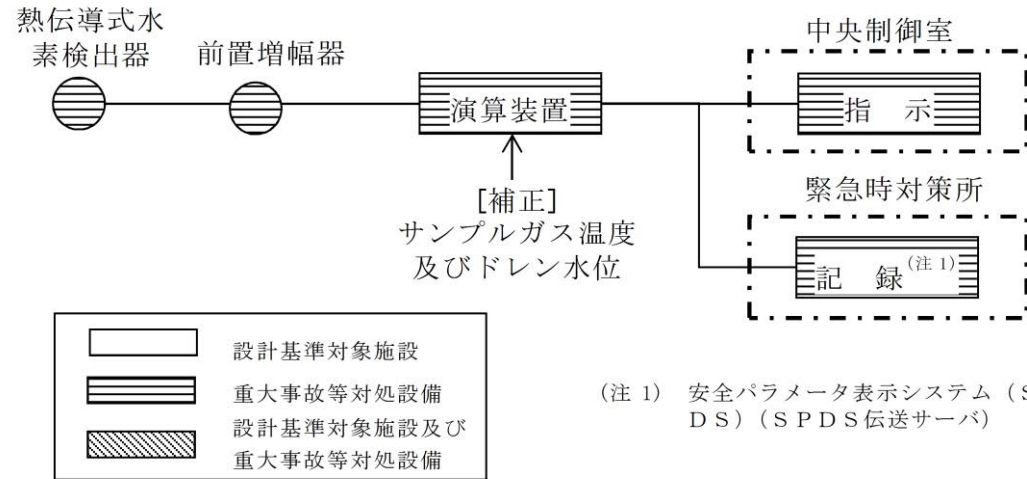 熱伝導式水
素検出器
前置増幅器
中央制御室
演算装置
指 示
[補正]
サンプルガス温度
及びドレン水位
緊急時対策所
記 録(注 1)
設計基準対象施設
重大事故等対処設備
設計基準対象施設及び
重大事故等対処設備
(注 1) 安全パラメータ表示システム(S
DS)(SPDS伝送サーバ)